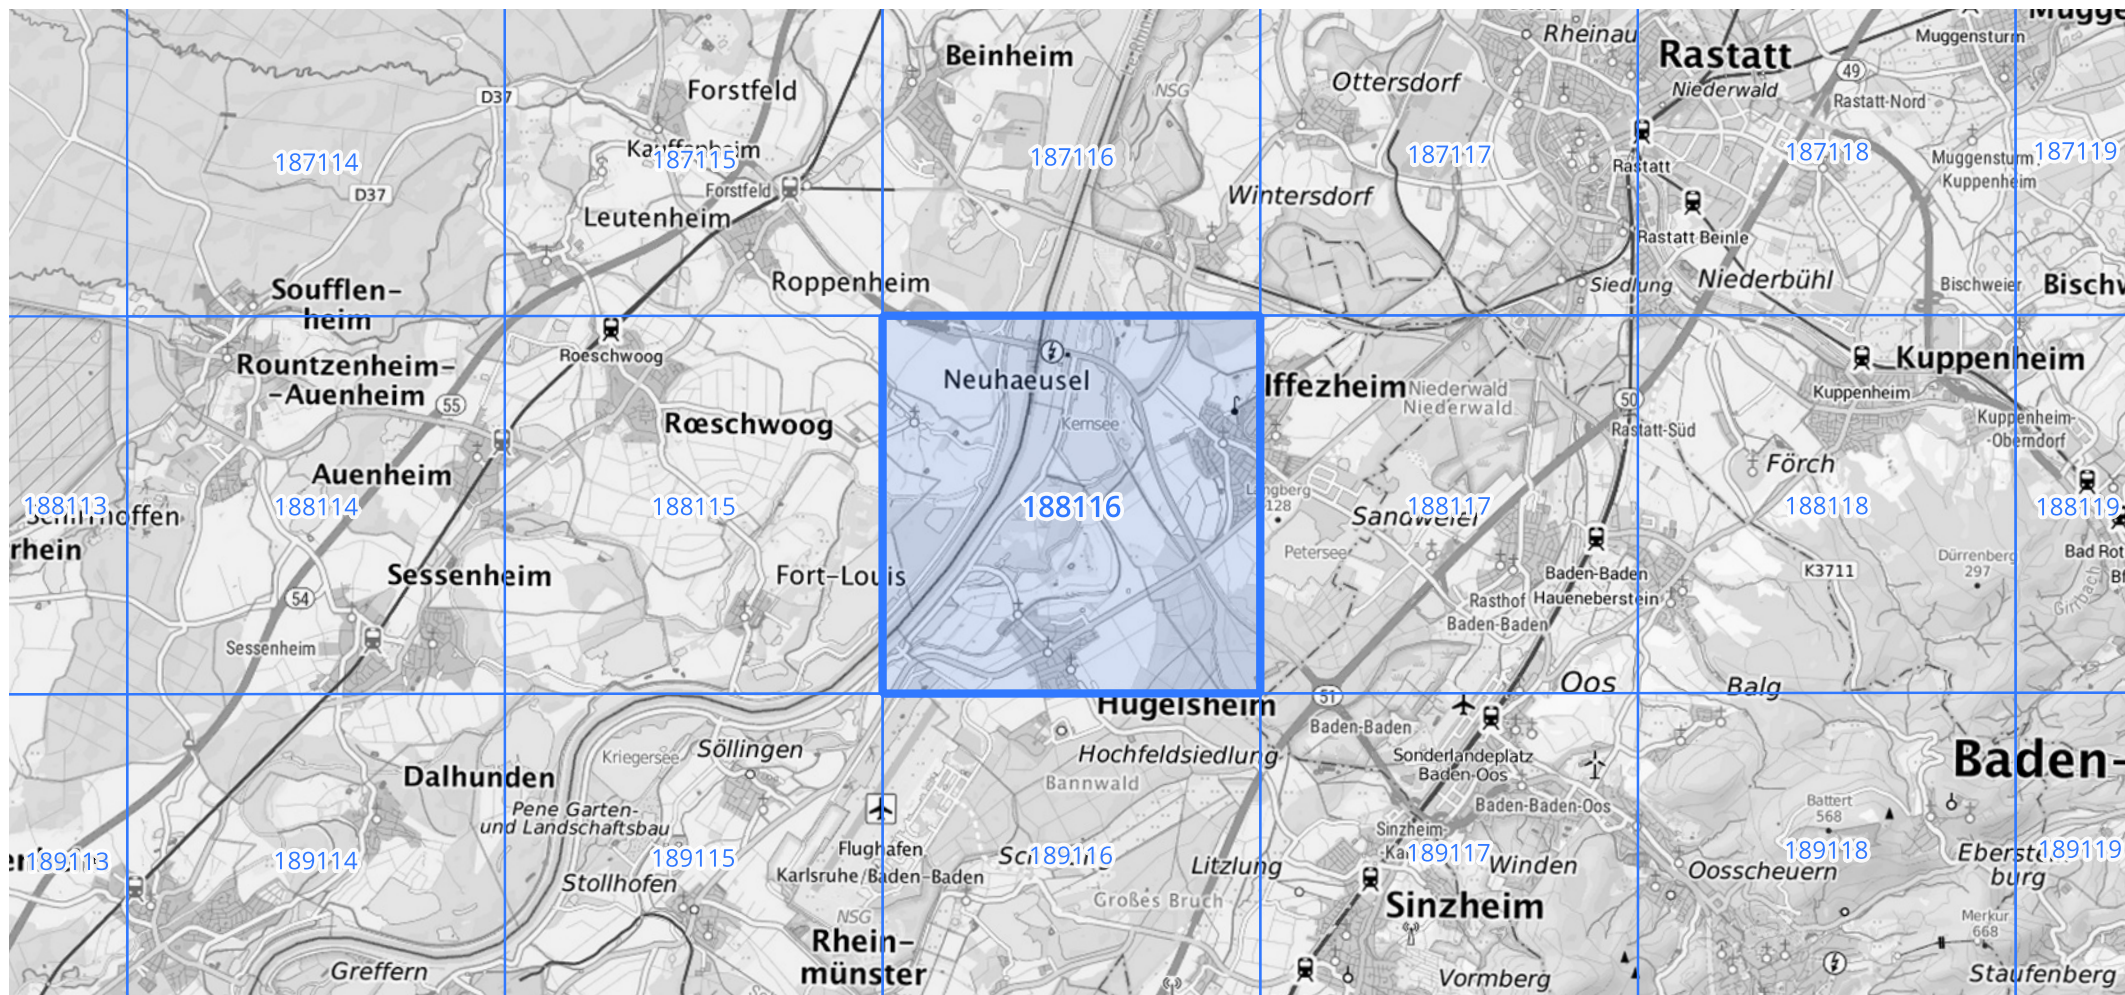 Beinheim
Rheinau
Rastatt
Muggensturm
Forstfeld
D37
NSG
Ottersdorf
49
Niederwald
Rastatt-Nord
187114
Kauffenheim
187115
187116
187117
Rastatt
187118
Muggensturm/
Kuppenheim
187119
D37
Forstfeld
Leutenheim
Wintersdorf
Rastatt Beinle
Roppenheim
Siedlung
Niederbühl
Bischweier
Soufflen-
heim
Roeschwoog
Rountzenheim-
-Auenheim
55
Neuhaeusel
Iffezheim
Niederwald
Niederwald
50
Kuppenheim
Kuppenheim
Kuppenheim-
-Oberndorf
Rœschwoog
Kernsee
Rastatt-Süd
Auenheim
Förch
188113
188114
188115
188116
188117
188118
188119
Sandweier
Petersee
Dürrenberg
297
K3711
Bad Rot
Sessenheim
Fort-Louis
Baden-Baden
Haueneberstein
54
Rasthof
Baden-Baden
Sessenheim
Oos
Balg
51
Hügelsheim
Baden-Baden
Kriegersee
Söllingen
Hochfeldsiedlung
Sonderlandeplatz
Baden-Oos
Baden-
Dalhunden
Bannwald
Pene Garten-
und Landschaftsbau
Baden-Baden-Oos
Battert
568
Flughafen
Karlsruhe/Baden-Baden
Sinzheim-
189113
189114
189115
189116
189117
189118
189119
Litzlung
Winden
Oosscheuern
Eberstein-
burg
Stollhofen
Großes Bruch
Sinzheim
NSG
Merkur
668
Rhein-
münster
Greffern
Vormberg
Staufenberg